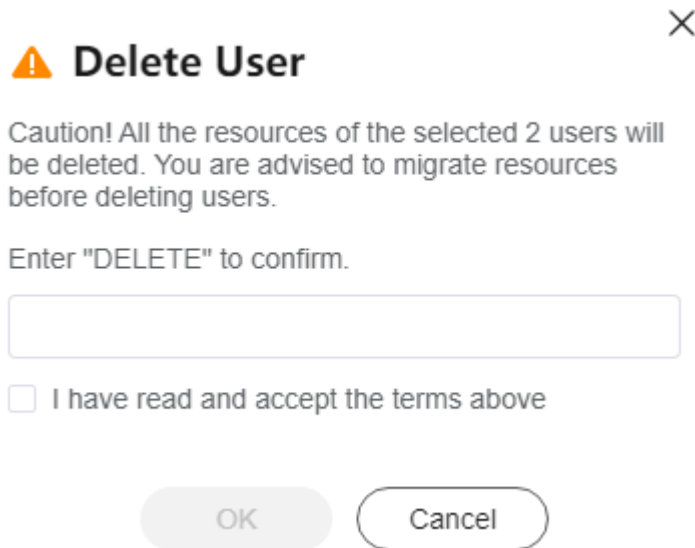 Delete User
Caution! All the resources of the selected 2 users will
be deleted. You are advised to migrate resources
before deleting users.
Enter "DELETE" to confirm.
I have read and accept the terms above
OK
Cancel